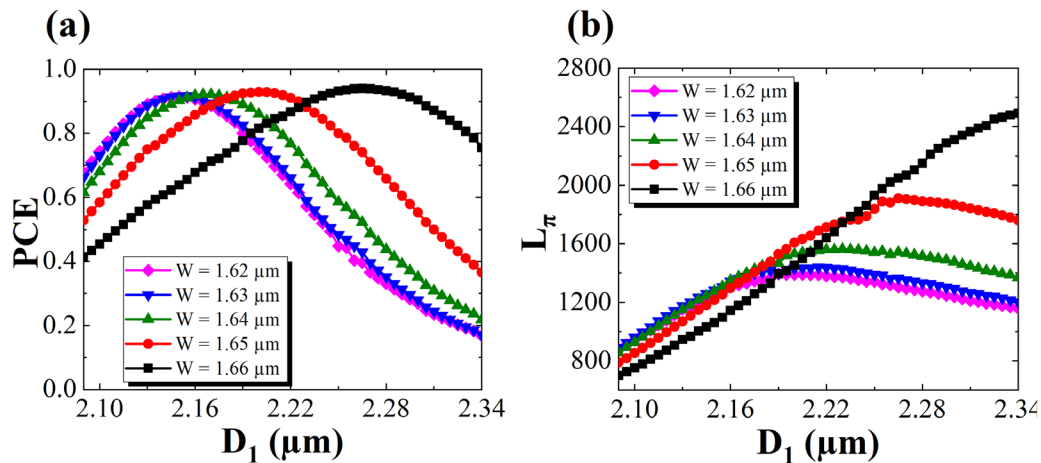 (a)
PCE
1.0
0.8
0.6
0.4
0.2
0.0
W = 1.62 µm
W = 1.63 µm
W = 1.64 µm
W = 1.65 µm
W = 1.66 µm
2.10 2.16 2.22 2.28 2.34
D₁ (µm)
(b)
Lπ
2800
2400
2000
1600
1200
800
W = 1.62 µm
W = 1.63 µm
W = 1.64 µm
W = 1.65 µm
W = 1.66 µm
2.10 2.16 2.22 2.28 2.34
D₁ (µm)